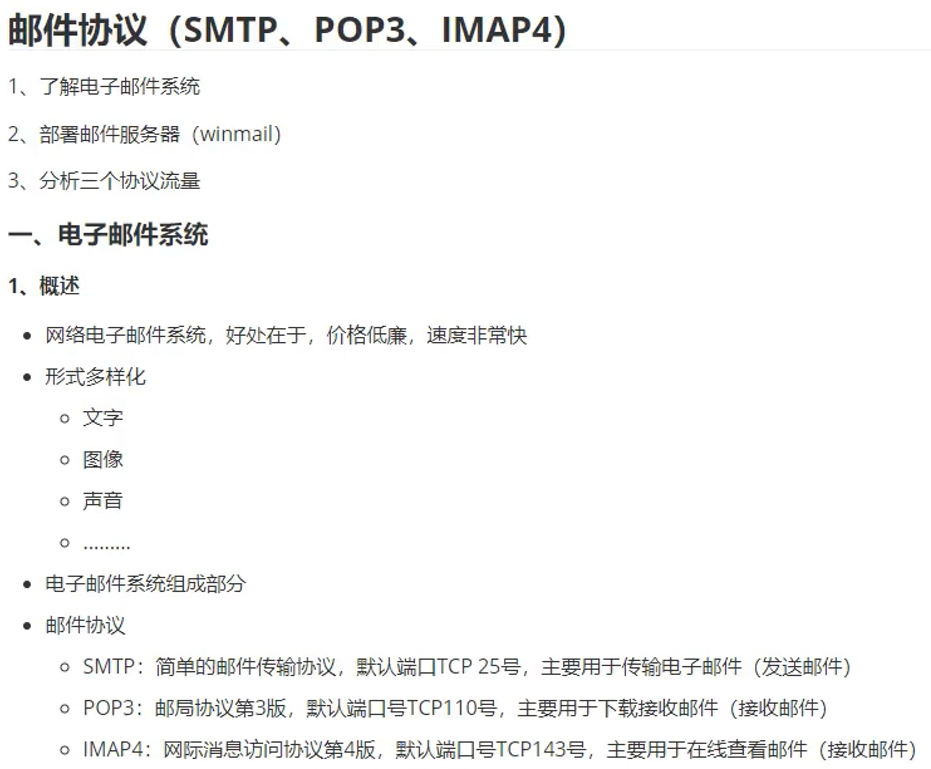 邮件协议（SMTP、POP3、IMAP4）
1、了解电子邮件系统
2、部署邮件服务器（winmail）
3、分析三个协议流量
一、电子邮件系统
1、概述
网络电子邮件系统，好处在于，价格低廉，速度非常快
形式多样化
文字
图像
声音
.........
电子邮件系统组成部分
邮件协议
SMTP：简单的邮件传输协议，默认端口TCP 25号，主要用于传输电子邮件（发送邮件）
POP3：邮局协议第3版，默认端口号TCP110号，主要用于下载接收邮件（接收邮件）
IMAP4：网际消息访问协议第4版，默认端口号TCP143号，主要用于在线查看邮件（接收邮件）